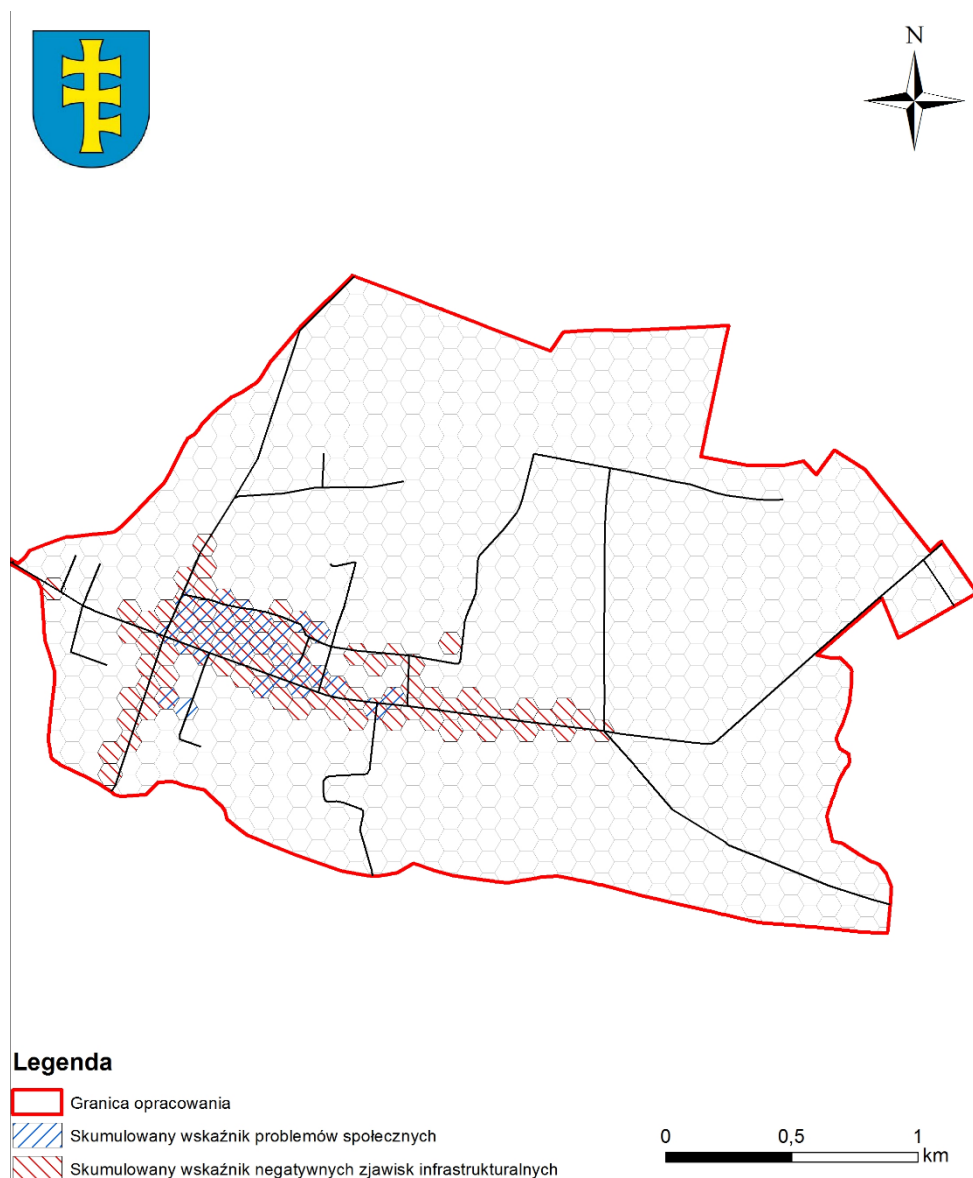 N
Legenda
Granica opracowania
Skumulowany wskaźnik problemów społecznych
Skumulowany wskaźnik negatywnych zjawisk infrastrukturalnych
0 0,5 1
km